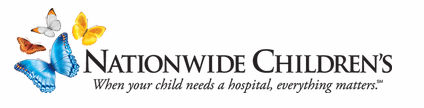 NATIONWIDE CHILDREN'S
When your child needs a hospital, everything matters.℠